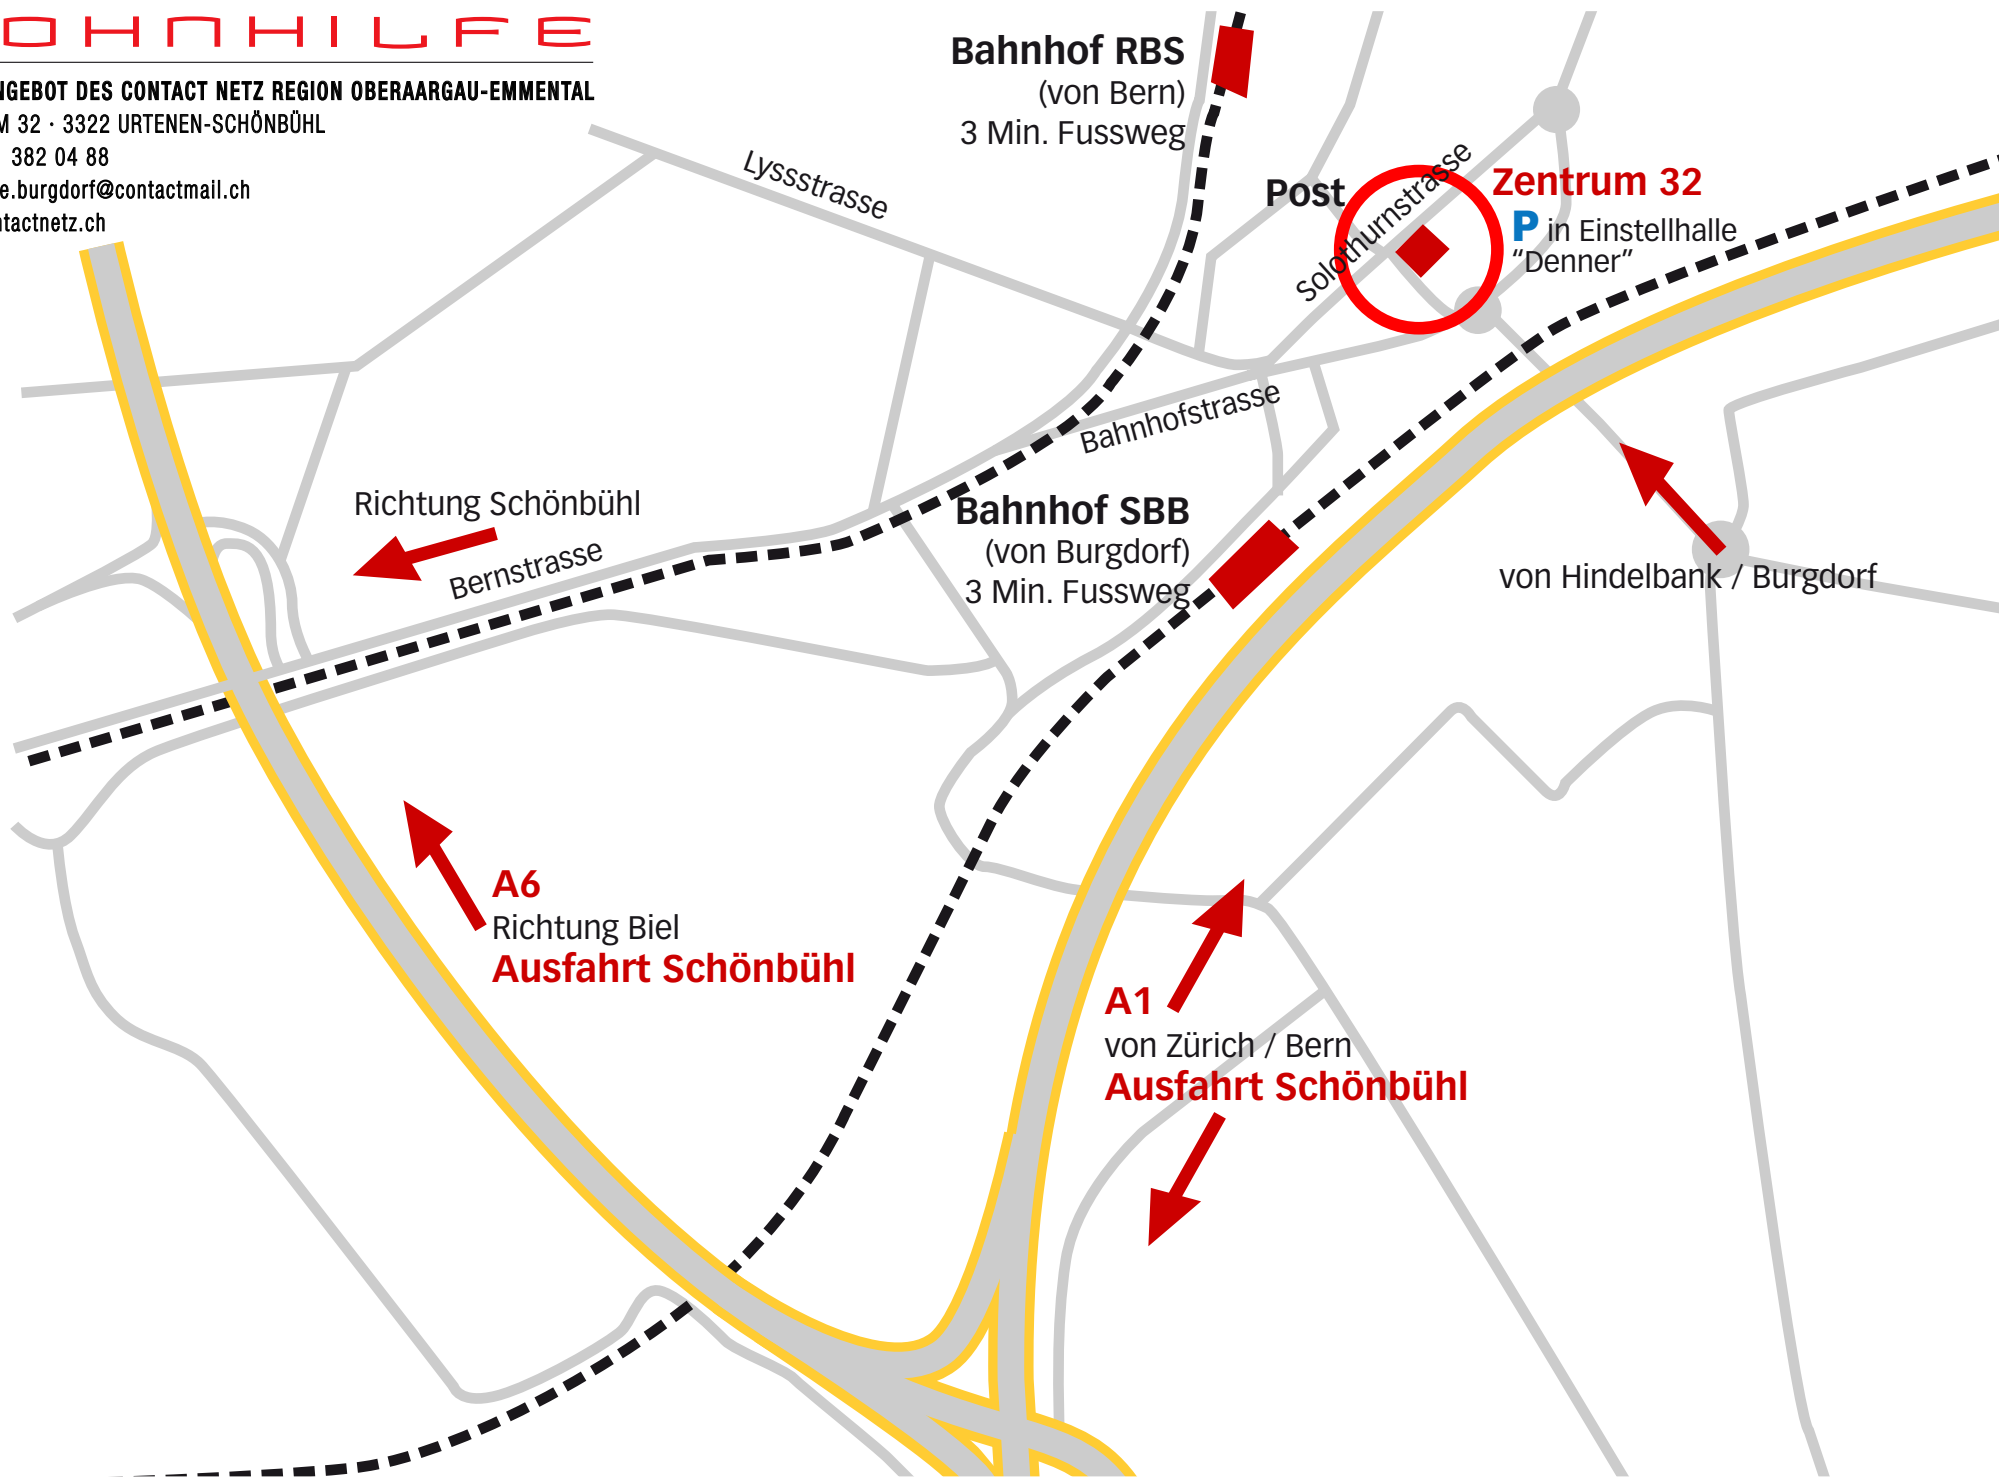 OHNHILFE
NGEBOT DES CONTACT NETZ REGION OBERAARGAU-EMMENTAL
M 32 · 3322 URTENEN-SCHÖNBÜHL
382 04 88
e.burgdorf@contactmail.ch
ntactnetz.ch
Bahnhof RBS
(von Bern)
3 Min. Fussweg
Lyssstrasse
Post
Solothurnstrasse
Zentrum 32
P in Einstellhalle
“Denner”
Bahnhofstrasse
Richtung Schönbühl
Bernstrasse
Bahnhof SBB
(von Burgdorf)
3 Min. Fussweg
von Hindelbank / Burgdorf
A6
Richtung Biel
Ausfahrt Schönbühl
A1
von Zürich / Bern
Ausfahrt Schönbühl